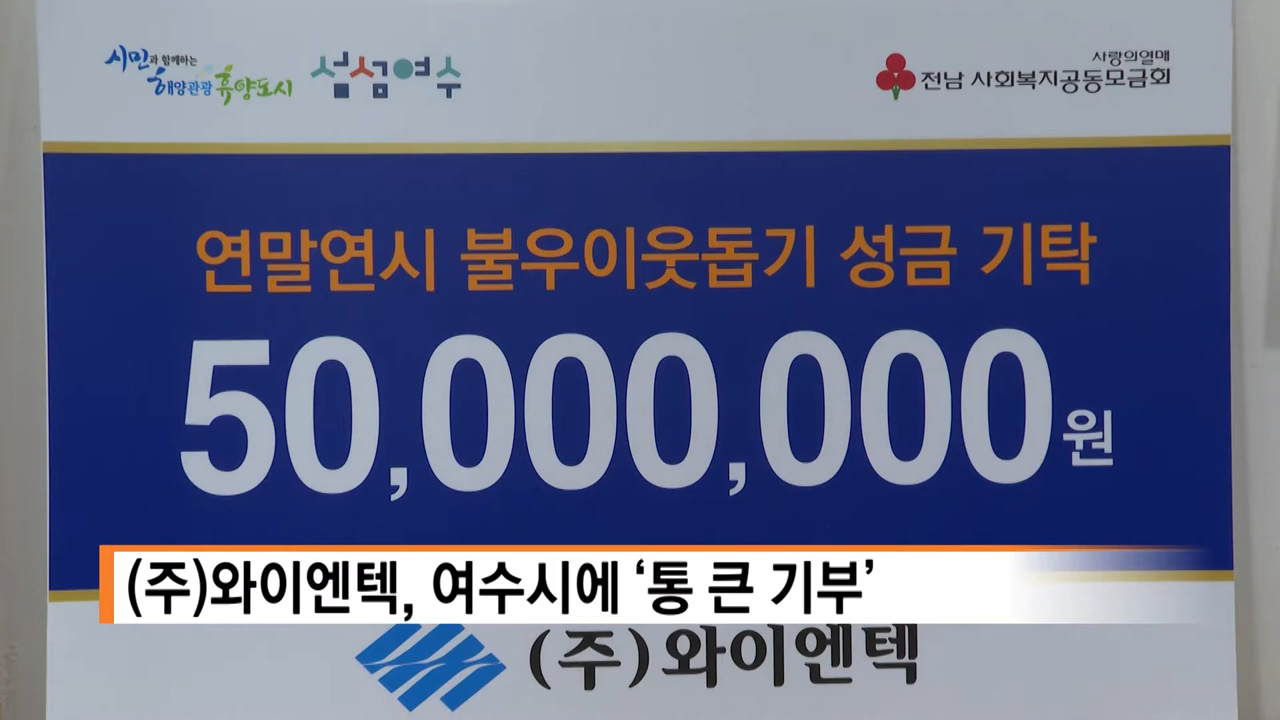 시민과 함께하는
해양관광 휴양도시
섬섬여수
사랑의열매
전남 사회복지공동모금회
연말연시 불우이웃돕기 성금 기탁
50,000,000원
(주)와이엔텍, 여수시에 ‘통 큰 기부’
(주)와이엔텍